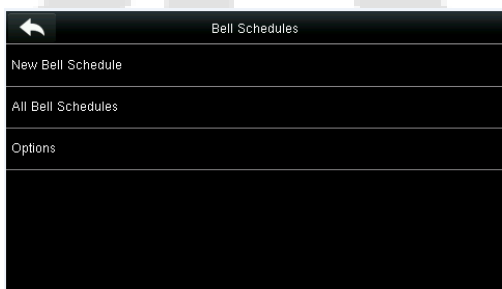 Bell Schedules
New Bell Schedule
All Bell Schedules
Options